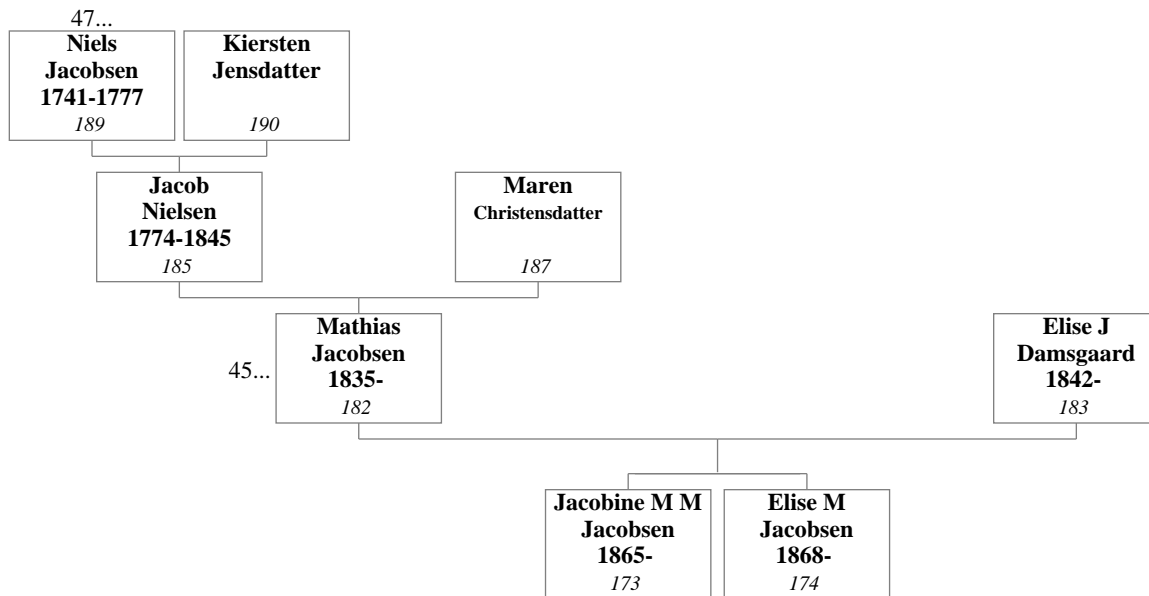 47...
Niels
Jacobsen
1741-1777
189
Kiersten
Jensdatter
190
Jacob
Nielsen
1774-1845
185
Maren
Christensdatter
187
45...
Mathias
Jacobsen
1835-
182
Elise J
Damsgaard
1842-
183
Jacobine M M
Jacobsen
1865-
173
Elise M
Jacobsen
1868-
174